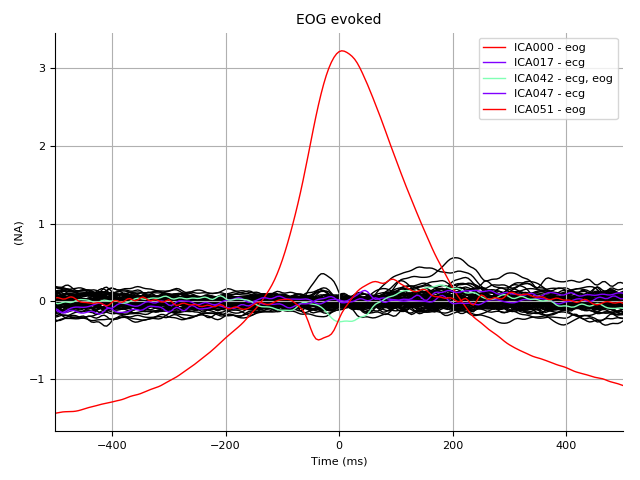 EOG evoked
ICA000 - eog
ICA017 - ecg
ICA042 - ecg, eog
ICA047 - ecg
ICA051 - eog
(NA)
3
2
1
0
−1
−400
−200
0
200
400
Time (ms)